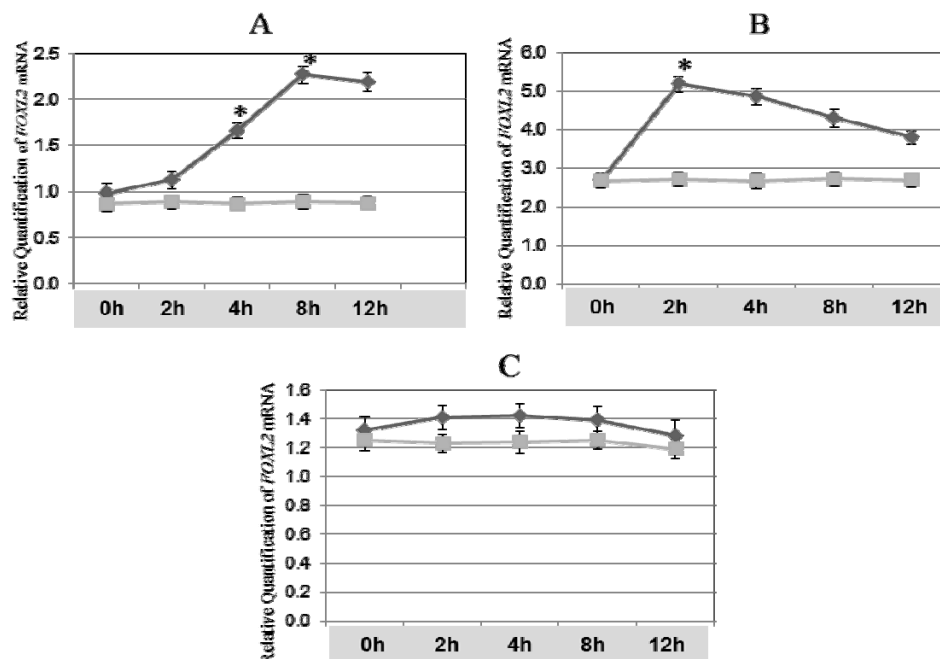 A
Relative Quantification of FOXL2 mRNA
2.5
2.0
1.5
1.0
0.5
0.0
*
*
0h 2h 4h 8h 12h
B
Relative Quantification of FOXL2 mRNA
6.0
5.0
4.0
3.0
2.0
1.0
0.0
*
0h 2h 4h 8h 12h
C
Relative Quantification of FOXL2 mRNA
1.6
1.4
1.2
1.0
0.8
0.6
0.4
0.2
0.0
0h 2h 4h 8h 12h